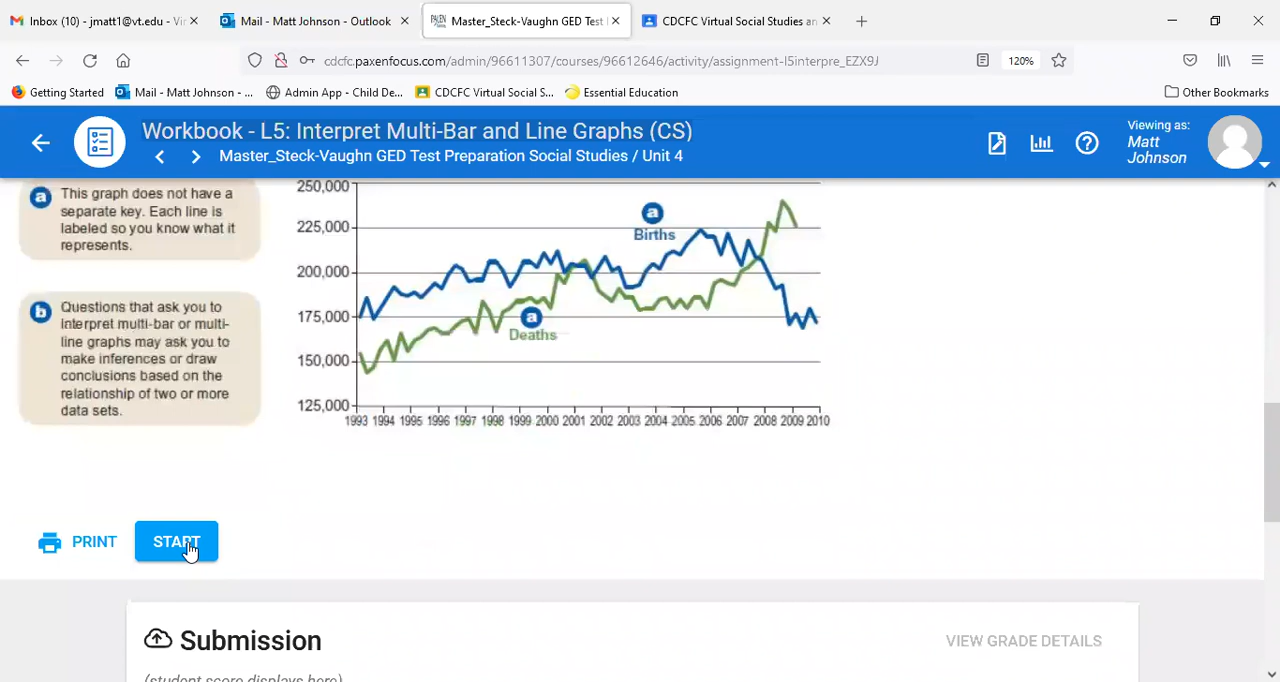 Inbox (10) - jmatt1@vt.edu - Vir
Mail - Matt Johnson - Outlook
Master_Steck-Vaughn GED Test
CDCFC Virtual Social Studies an
cdcfc.paxenfocus.com/admin/96611307/courses/96612646/activity/assignment-l5interpre_EZX9J
120%
Getting Started
Mail - Matt Johnson - ...
Admin App - Child De...
CDCFC Virtual Social S...
Essential Education
Other Bookmarks
Workbook - L5: Interpret Multi-Bar and Line Graphs (CS)
Master_Steck-Vaughn GED Test Preparation Social Studies / Unit 4
Viewing as:
Matt
Johnson
a This graph does not have a
separate key. Each line is
labeled so you know what it
represents.
b Questions that ask you to
interpret multi-bar or multi-
line graphs may ask you to
make inferences or draw
conclusions based on the
relationship of two or more
data sets.
250,000
225,000
200,000
175,000
150,000
125,000
a
Births
a
Deaths
1993 1994 1995 1996 1997 1998 1999 2000 2001 2002 2003 2004 2005 2006 2007 2008 2009 2010
PRINT
START
Submission
VIEW GRADE DETAILS
(student score displays here)